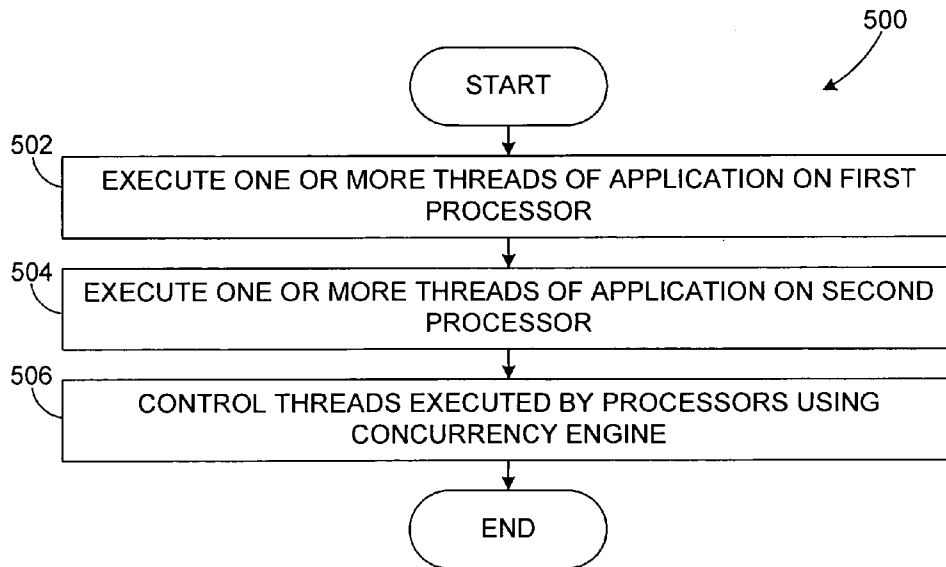 500
START
502
EXECUTE ONE OR MORE THREADS OF APPLICATION ON FIRST
PROCESSOR
504
EXECUTE ONE OR MORE THREADS OF APPLICATION ON SECOND
PROCESSOR
506
CONTROL THREADS EXECUTED BY PROCESSORS USING
CONCURRENCY ENGINE
END